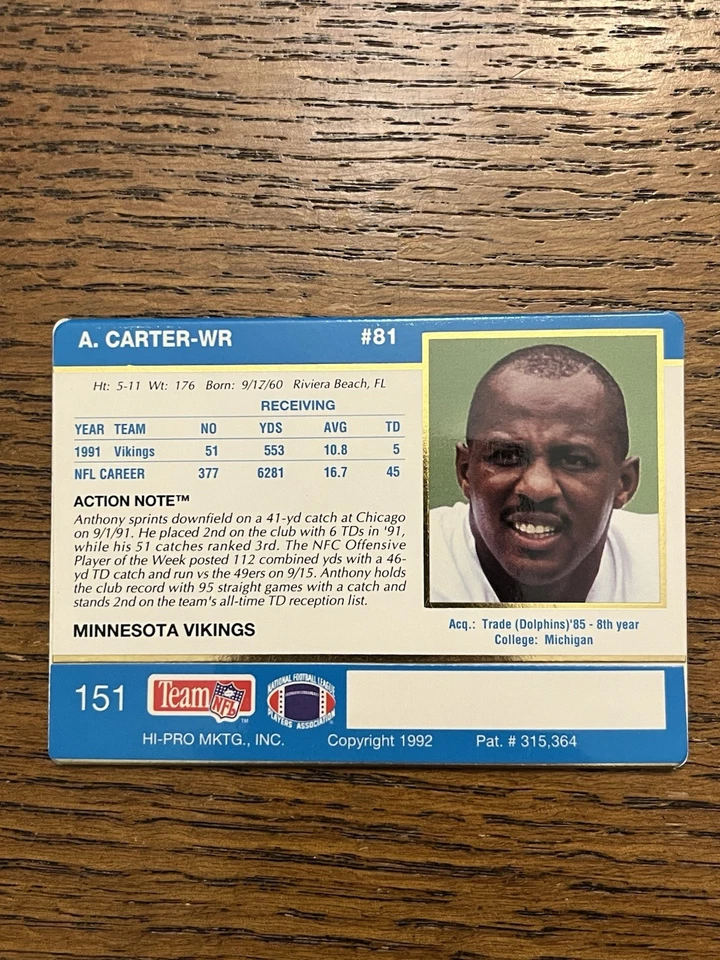 A. CARTER-WR #81
Ht: 5-11 Wt: 176 Born: 9/17/60 Riviera Beach, FL
RECEIVING
YEAR TEAM NO YDS AVG TD
1991 Vikings 51 553 10.8 5
NFL CAREER 377 6281 16.7 45
ACTION NOTE™
Anthony sprints downfield on a 41-yd catch at Chicago
on 9/1/91. He placed 2nd on the club with 6 TDs in '91,
while his 51 catches ranked 3rd. The NFC Offensive
Player of the Week posted 112 combined yds with a 46-
yd TD catch and run vs the 49ers on 9/15. Anthony holds
the club record with 95 straight games with a catch and
stands 2nd on the team's all-time TD reception list.
MINNESOTA VIKINGS
Acq.: Trade (Dolphins)'85 - 8th year
College: Michigan
151
Team NFL™
NATIONAL FOOTBALL LEAGUE
PLAYERS ASSOCIATION
HI-PRO MKTG., INC. Copyright 1992 Pat. # 315,364